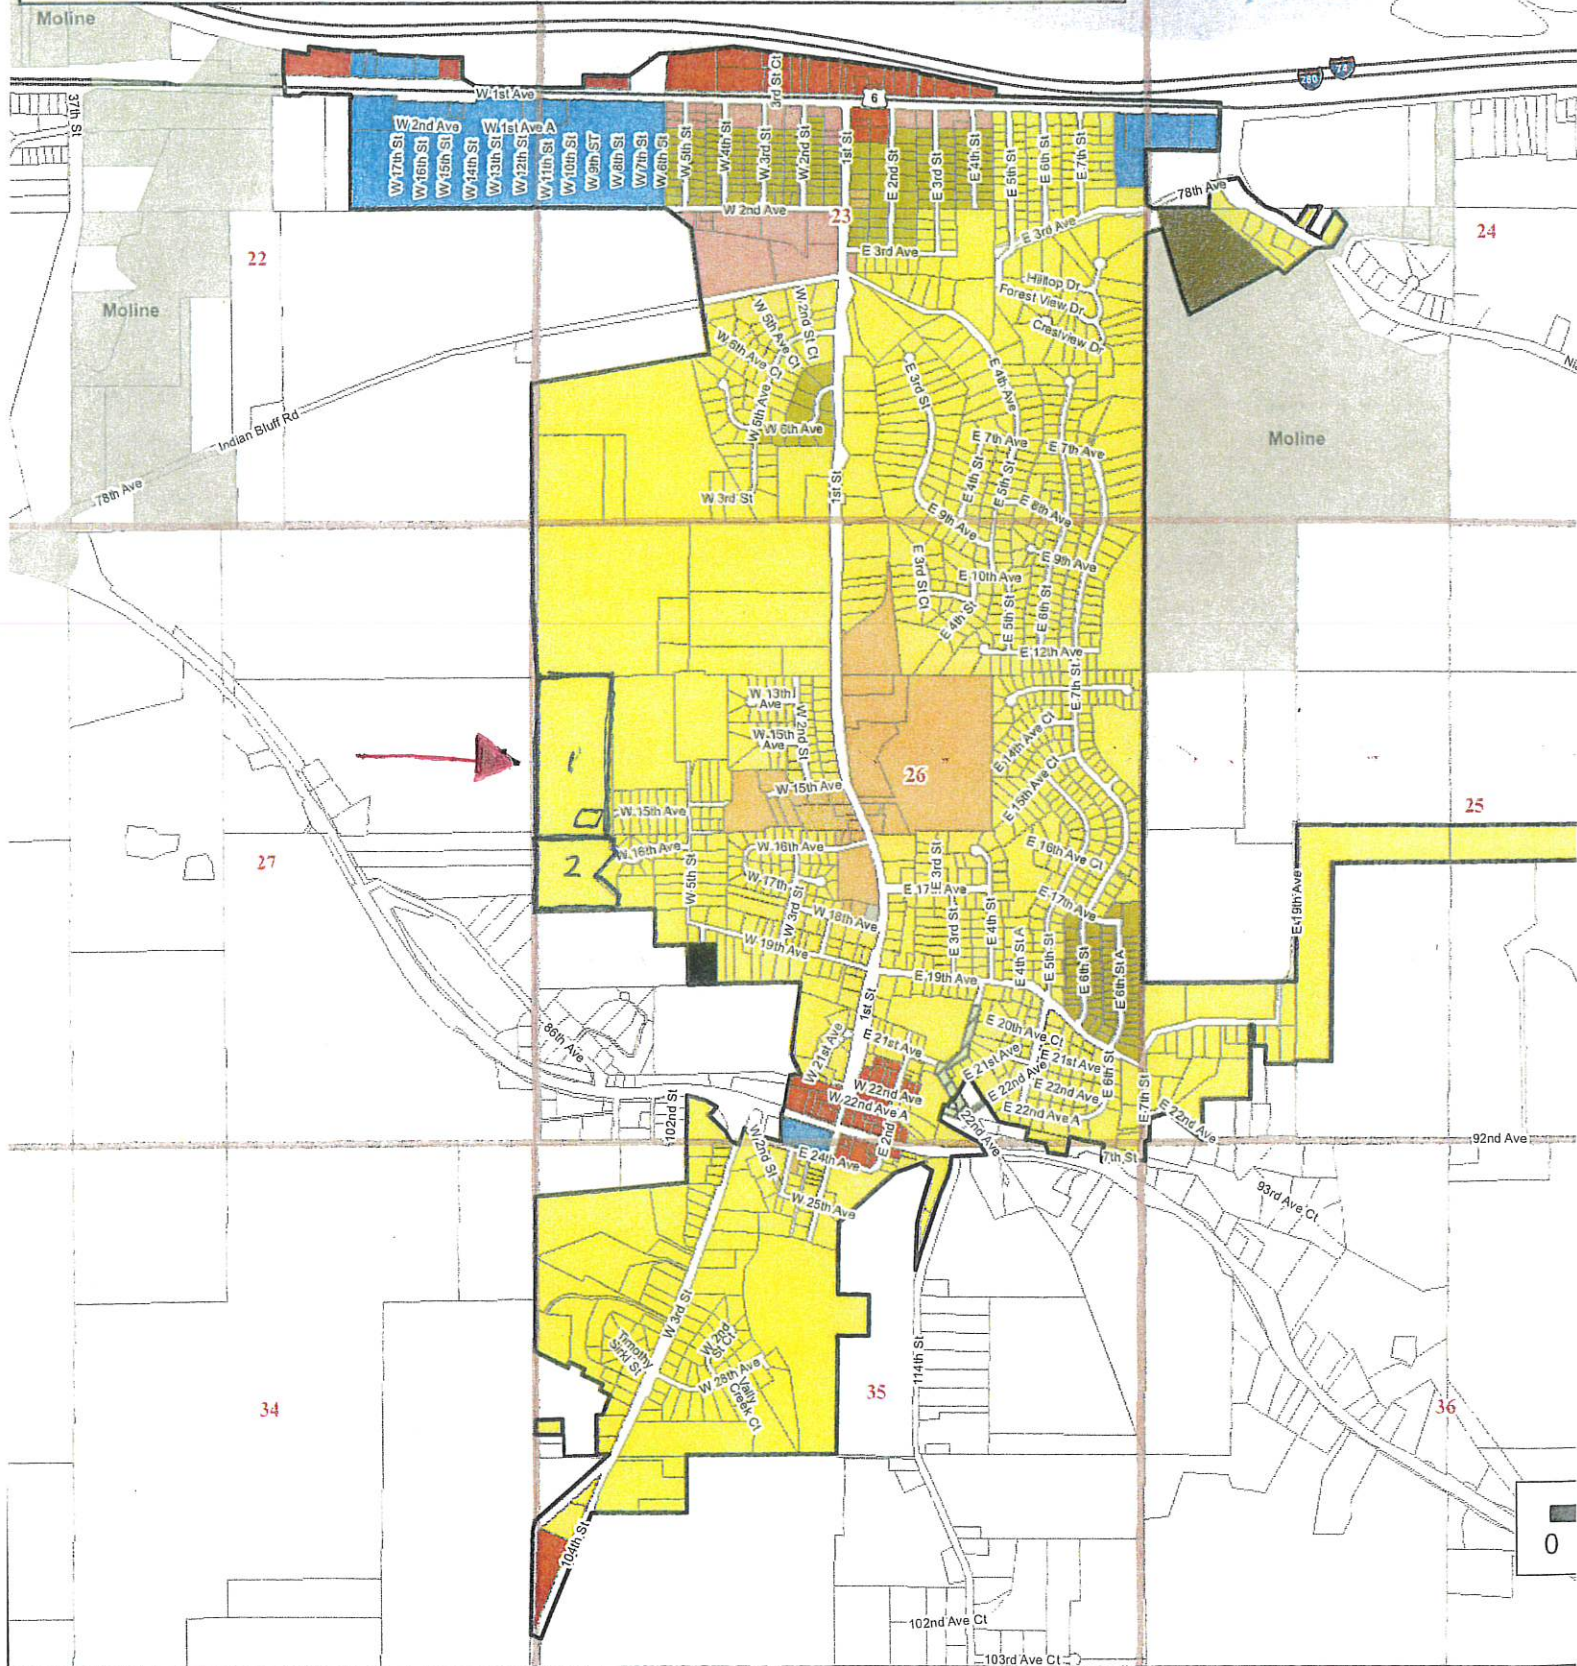 Moline
37th St
W 1st Ave
3rd St Ct
6
280
74
W 2nd Ave
W 1st Ave A
W 17th St
W 16th St
W 15th St
W 14th St
W 13th St
W 12th St
W 11th St
W 10th St
W 9th ST
W 8th St
W 7th St
W 6th St
W 5th St
W 4th St
W 3rd St
W 2nd St
1st St
E 2nd St
E 3rd St
E 4th St
E 5th St
E 6th St
E 7th St
78th Ave
W 2nd Ave
23
E 3rd Ave
E 3rd Ave
24
22
Moline
Hilltop Dr
Forest View Dr
Crestview Dr
W 2nd St Ct
W 5th Ave Ct
W 6th Ave Ct
W 5th Ave
W 6th Ave
E 3rd St
E 4th Ave
Indian Bluff Rd
78th Ave
Moline
E 7th Ave
E 7th Ave
E 4th St
E 5th St
E 8th Ave
W 3rd St
1st St
E 9th Ave
E 9th Ave
E 3rd St Ct
E 10th Ave
E 4th St
E 5th St
E 6th St
E 12th Ave
E 7th St
W 13th Ave
W 2nd St
W 15th Ave
E 14th Ave Ct
1
26
E 15th Ave Ct
W 15th Ave
W 15th Ave
25
27
2
W 16th Ave
W 16th Ave
W 5th St
W 17th
W 3rd St
W 18th Ave
E 3rd St
E 17 Ave
E 16th Ave Ct
E 17th Ave
E 19th Ave
W 19th Ave
E 3rd St
E 4th St
E 4th St A
E 5th St
E 6th St
E 6th St A
E 19th Ave
1st St
86th Ave
W 21st Ave
E 21st Ave
E 20th Ave Ct
E 21st Ave
E 21st Ave
E 22nd Ave
E 22nd Ave
E 22nd Ave A
E 6th St
E 7th St
E 22nd Ave
W 22nd Ave
W 22nd Ave A
E 2nd
102nd St
22nd Ave
92nd Ave
W 2nd St
E 24th Ave
7th St
W 25th Ave
93rd Ave Ct
W 3rd St
Timothy Sirkl St
W 2nd St Ct
W 28th Ave
Vally Creek Ct
114th St
34
35
36
104th St
0
102nd Ave Ct
103rd Ave Ct